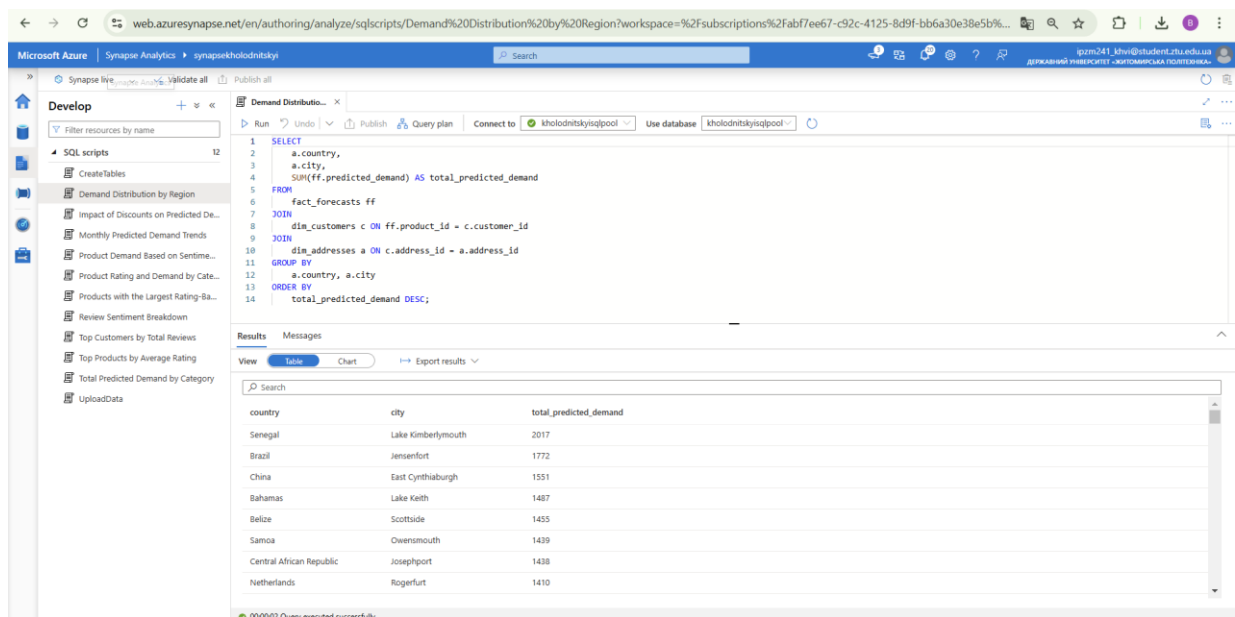 web.azuresynapse.net/en/authoring/analyze/sqlscripts/Demand%20Distribution%20by%20Region?workspace=%2Fsubscriptions%2Fabf7ee67-c92c-4125-8d9f-bb6a30e38e5b%...
B
Microsoft Azure | Synapse Analytics ▸ synapsekholodnitskyi
Search
1
20
ipzm241_khvi@student.ztu.edu.ua
ДЕРЖАВНИЙ УНІВЕРСИТЕТ «ЖИТОМИРСЬКА ПОЛІТЕХНІКА»
Synapse live
Validate all
Publish all
Develop
Filter resources by name
SQL scripts 12
CreateTables
Demand Distribution by Region
Impact of Discounts on Predicted De...
Monthly Predicted Demand Trends
Product Demand Based on Sentime...
Product Rating and Demand by Cate...
Products with the Largest Rating-Ba...
Review Sentiment Breakdown
Top Customers by Total Reviews
Top Products by Average Rating
Total Predicted Demand by Category
UploadData
Demand Distributio... ×
Run Undo Publish Query plan Connect to kholodnitskyisqlpool Use database kholodnitskyisqlpool
1 SELECT
2 a.country,
3 a.city,
4 SUM(ff.predicted_demand) AS total_predicted_demand
5 FROM
6 fact_forecasts ff
7 JOIN
8 dim_customers c ON ff.product_id = c.customer_id
9 JOIN
10 dim_addresses a ON c.address_id = a.address_id
11 GROUP BY
12 a.country, a.city
13 ORDER BY
14 total_predicted_demand DESC;
Results Messages
View Table Chart Export results
Search
country city total_predicted_demand
Senegal Lake Kimberlymouth 2017
Brazil Jensenfort 1772
China East Cynthiaburgh 1551
Bahamas Lake Keith 1487
Belize Scottside 1455
Samoa Owensmouth 1439
Central African Republic Josephport 1438
Netherlands Rogerfurt 1410
00:00:03 Query executed successfully.